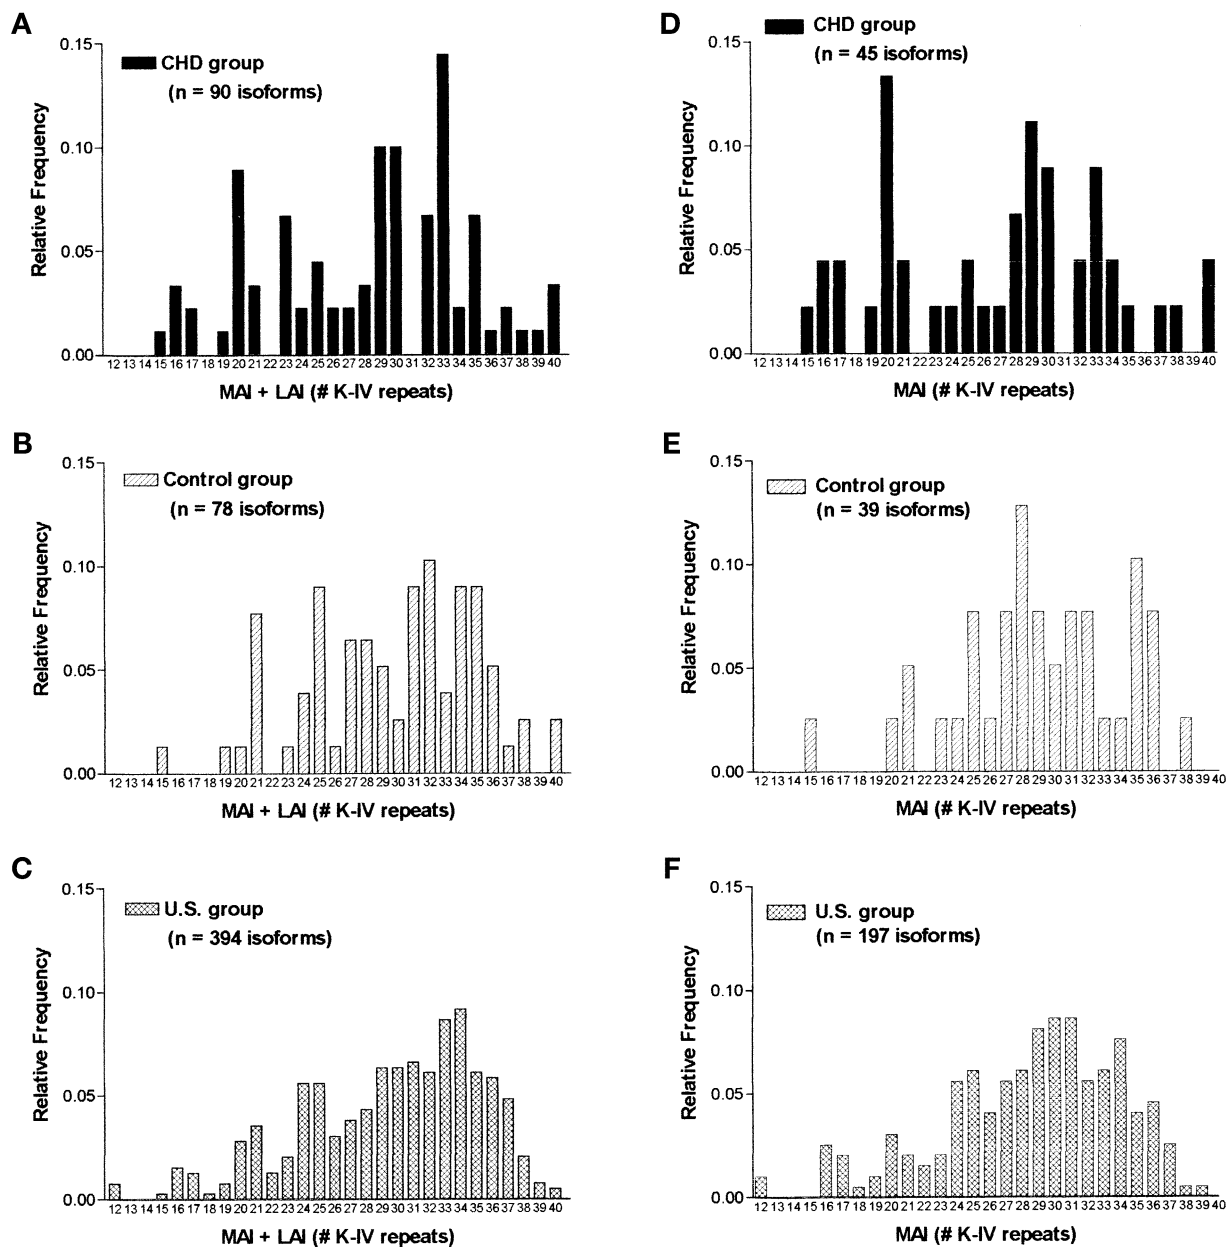 A
CHD group
(n = 90 isoforms)
Relative Frequency
0.15
0.10
0.05
0.00
12 13 14 15 16 17 18 19 20 21 22 23 24 25 26 27 28 29 30 31 32 33 34 35 36 37 38 39 40
MAI + LAI (# K-IV repeats)
B
Control group
(n = 78 isoforms)
Relative Frequency
0.15
0.10
0.05
0.00
12 13 14 15 16 17 18 19 20 21 22 23 24 25 26 27 28 29 30 31 32 33 34 35 36 37 38 39 40
MAI + LAI (# K-IV repeats)
C
U.S. group
(n = 394 isoforms)
Relative Frequency
0.15
0.10
0.05
0.00
12 13 14 15 16 17 18 19 20 21 22 23 24 25 26 27 28 29 30 31 32 33 34 35 36 37 38 39 40
MAI + LAI (# K-IV repeats)
D
CHD group
(n = 45 isoforms)
Relative Frequency
0.15
0.10
0.05
0.00
12 13 14 15 16 17 18 19 20 21 22 23 24 25 26 27 28 29 30 31 32 33 34 35 36 37 38 39 40
MAI (# K-IV repeats)
E
Control group
(n = 39 isoforms)
Relative Frequency
0.15
0.10
0.05
0.00
12 13 14 15 16 17 18 19 20 21 22 23 24 25 26 27 28 29 30 31 32 33 34 35 36 37 38 39 40
MAI (# K-IV repeats)
F
U.S. group
(n = 197 isoforms)
Relative Frequency
0.15
0.10
0.05
0.00
12 13 14 15 16 17 18 19 20 21 22 23 24 25 26 27 28 29 30 31 32 33 34 35 36 37 38 39 40
MAI (# K-IV repeats)